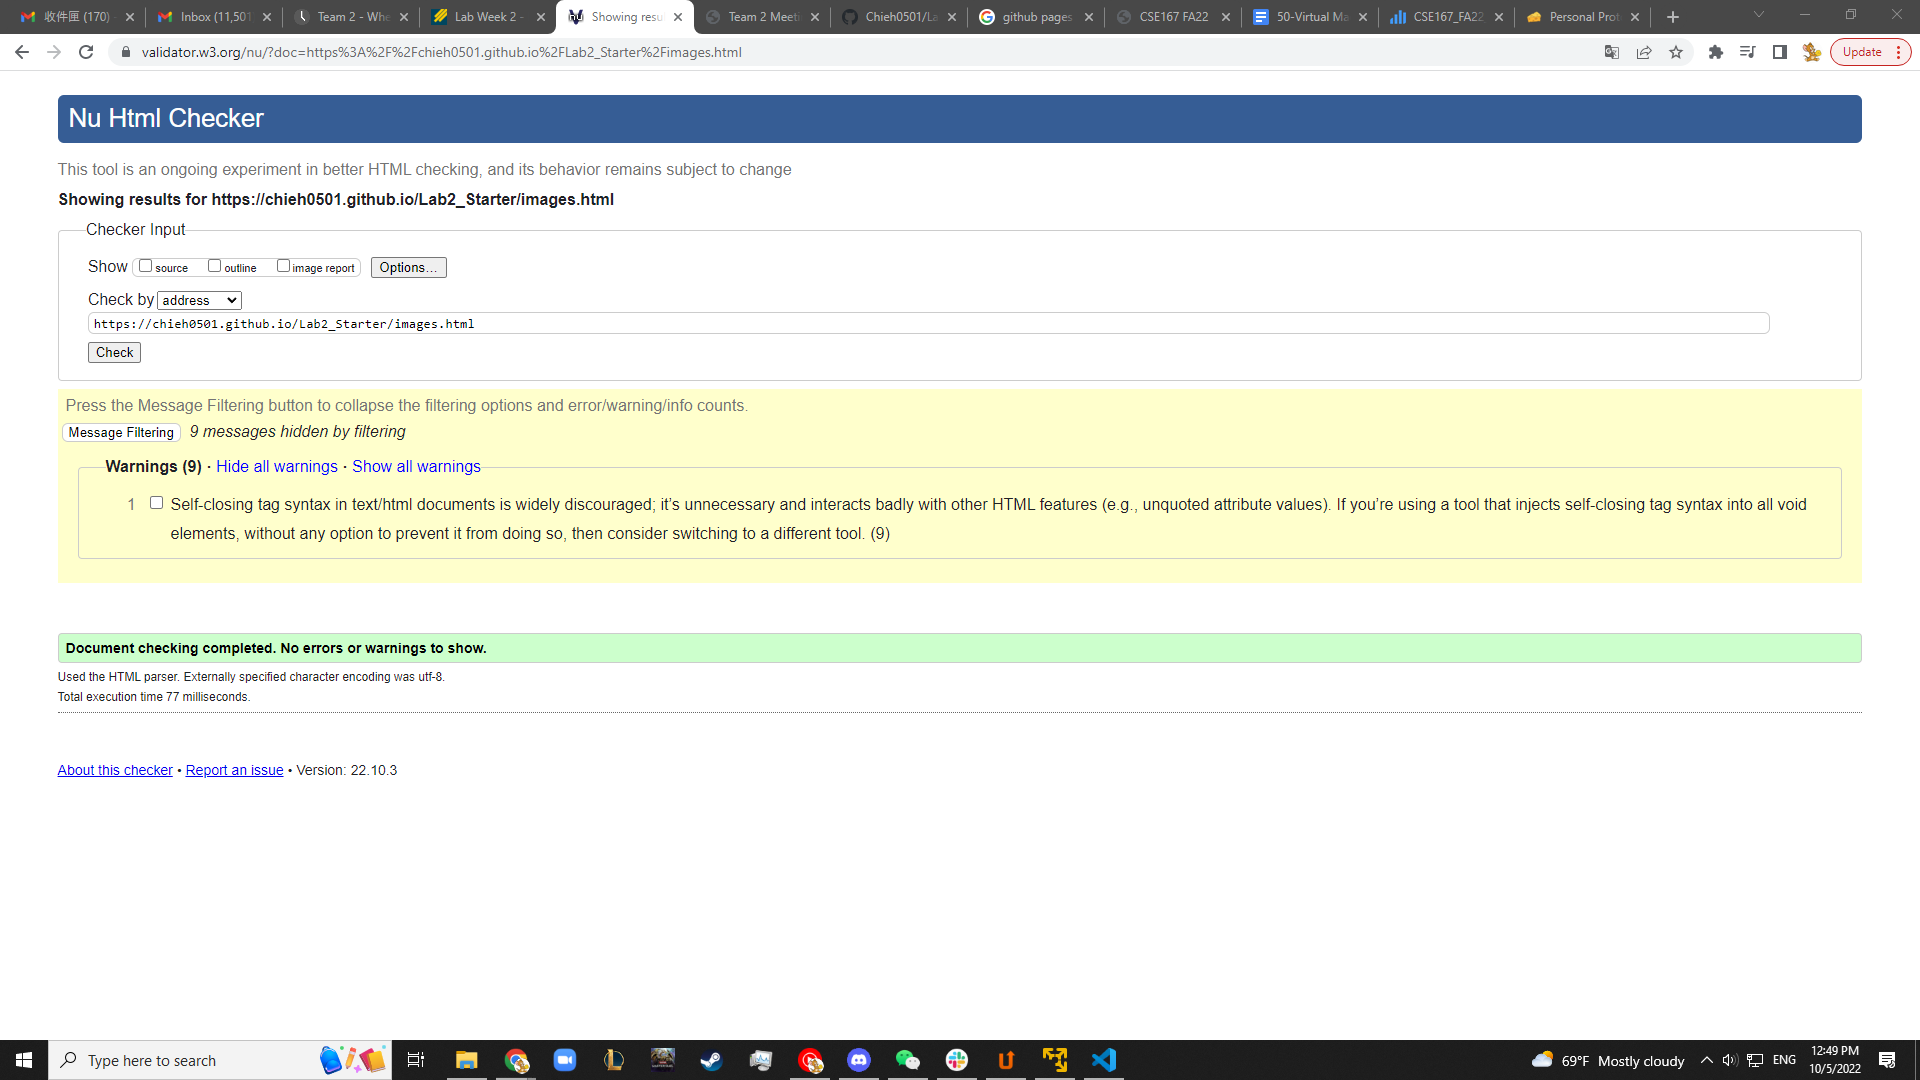 收件匣 (170)
Inbox (11,501
Team 2 - Whe
Lab Week 2 -
Showing resu
Team 2 Meeti
Chieh0501/La
github pages
CSE167 FA22
50-Virtual Ma
CSE167_FA22
Personal Prot
validator.w3.org/nu/?doc=https%3A%2F%2Fchieh0501.github.io%2FLab2_Starter%2Fimages.html
Update
Nu Html Checker
This tool is an ongoing experiment in better HTML checking, and its behavior remains subject to change
Showing results for https://chieh0501.github.io/Lab2_Starter/images.html
Checker Input
Show source outline image report Options...
Check by address
https://chieh0501.github.io/Lab2_Starter/images.html
Check
Press the Message Filtering button to collapse the filtering options and error/warning/info counts.
Message Filtering 9 messages hidden by filtering
Warnings (9) · Hide all warnings · Show all warnings
1 Self-closing tag syntax in text/html documents is widely discouraged; it’s unnecessary and interacts badly with other HTML features (e.g., unquoted attribute values). If you’re using a tool that injects self-closing tag syntax into all void
elements, without any option to prevent it from doing so, then consider switching to a different tool. (9)
Document checking completed. No errors or warnings to show.
Used the HTML parser. Externally specified character encoding was utf-8.
Total execution time 77 milliseconds.
About this checker • Report an issue • Version: 22.10.3
Type here to search
69°F Mostly cloudy
ENG
12:49 PM
10/5/2022